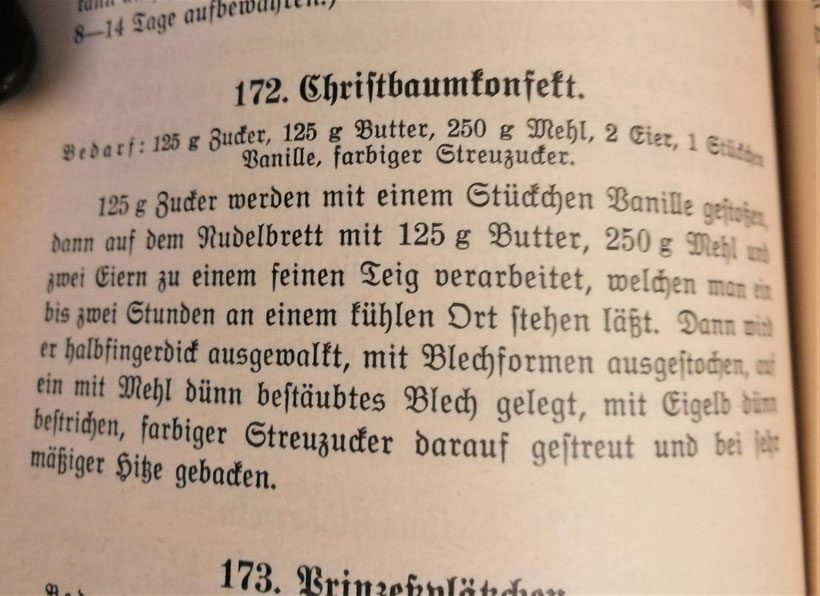 8—14 Tage aufbewahren.)
172. Christbaumkonfekt.
Bedarf: 125 g Zucker, 125 g Butter, 250 g Mehl, 2 Eier, 1 Stückchen
Vanille, farbiger Streuzucker.
125 g Zucker werden mit einem Stückchen Vanille gestoßen,
dann auf dem Nudelbrett mit 125 g Butter, 250 g Mehl und
zwei Eiern zu einem feinen Teig verarbeitet, welchen man ein
bis zwei Stunden an einem kühlen Ort stehen läßt. Dann wird
er halbfingerdick ausgewalkt, mit Blechformen ausgestochen, auf
ein mit Mehl dünn bestäubtes Blech gelegt, mit Eigelb dünn
bestrichen, farbiger Streuzucker darauf gestreut und bei sehr
mäßiger Hitze gebacken.
173. Prinzeßplätzchen